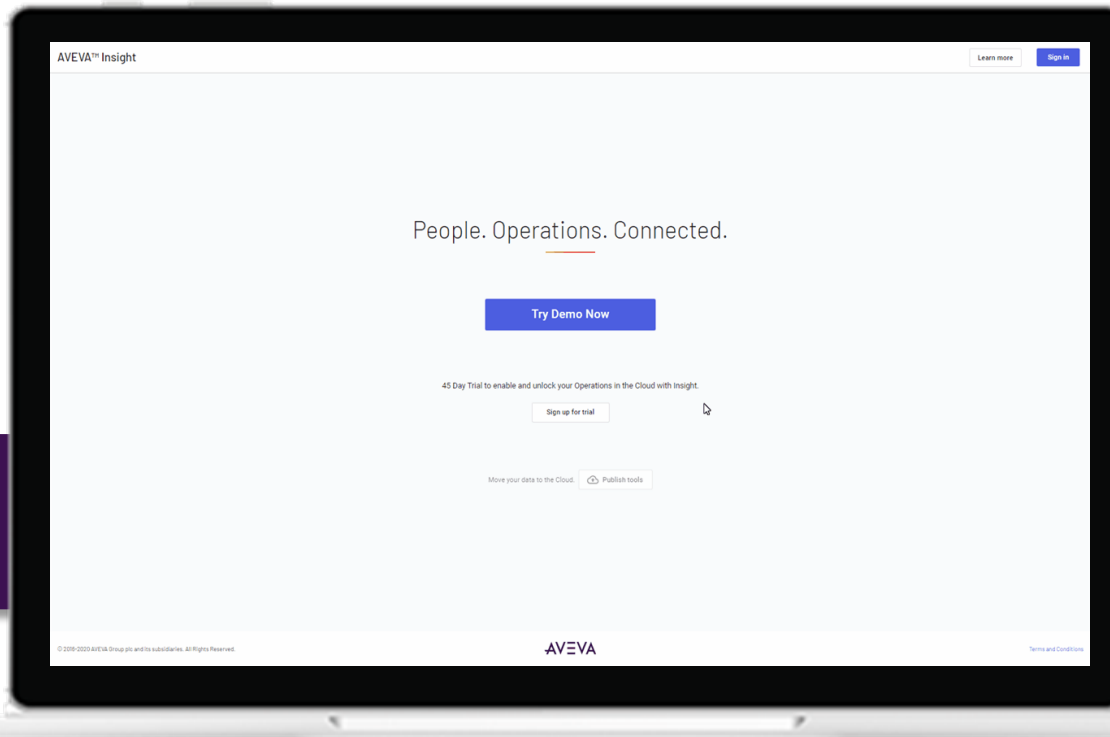 AVEVA™ Insight
Learn more
Sign in
People. Operations. Connected.
Try Demo Now
45 Day Trial to enable and unlock your Operations in the Cloud with Insight.
Sign up for trial
Move your data to the Cloud.
Publish tools
© 2018-2020 AVEVA Group plc and its subsidiaries. All Rights Reserved.
AVEVA
Terms and Conditions